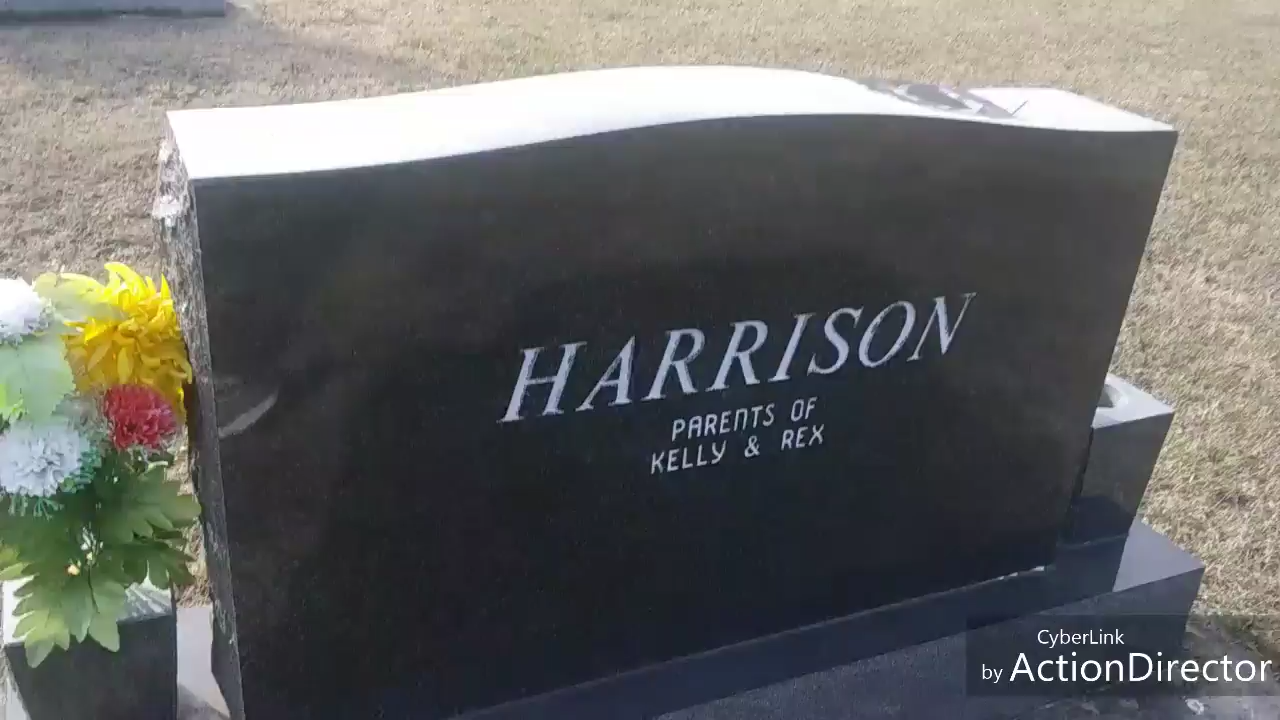 HARRISON
PARENTS OF
KELLY & REX
CyberLink
by ActionDirector